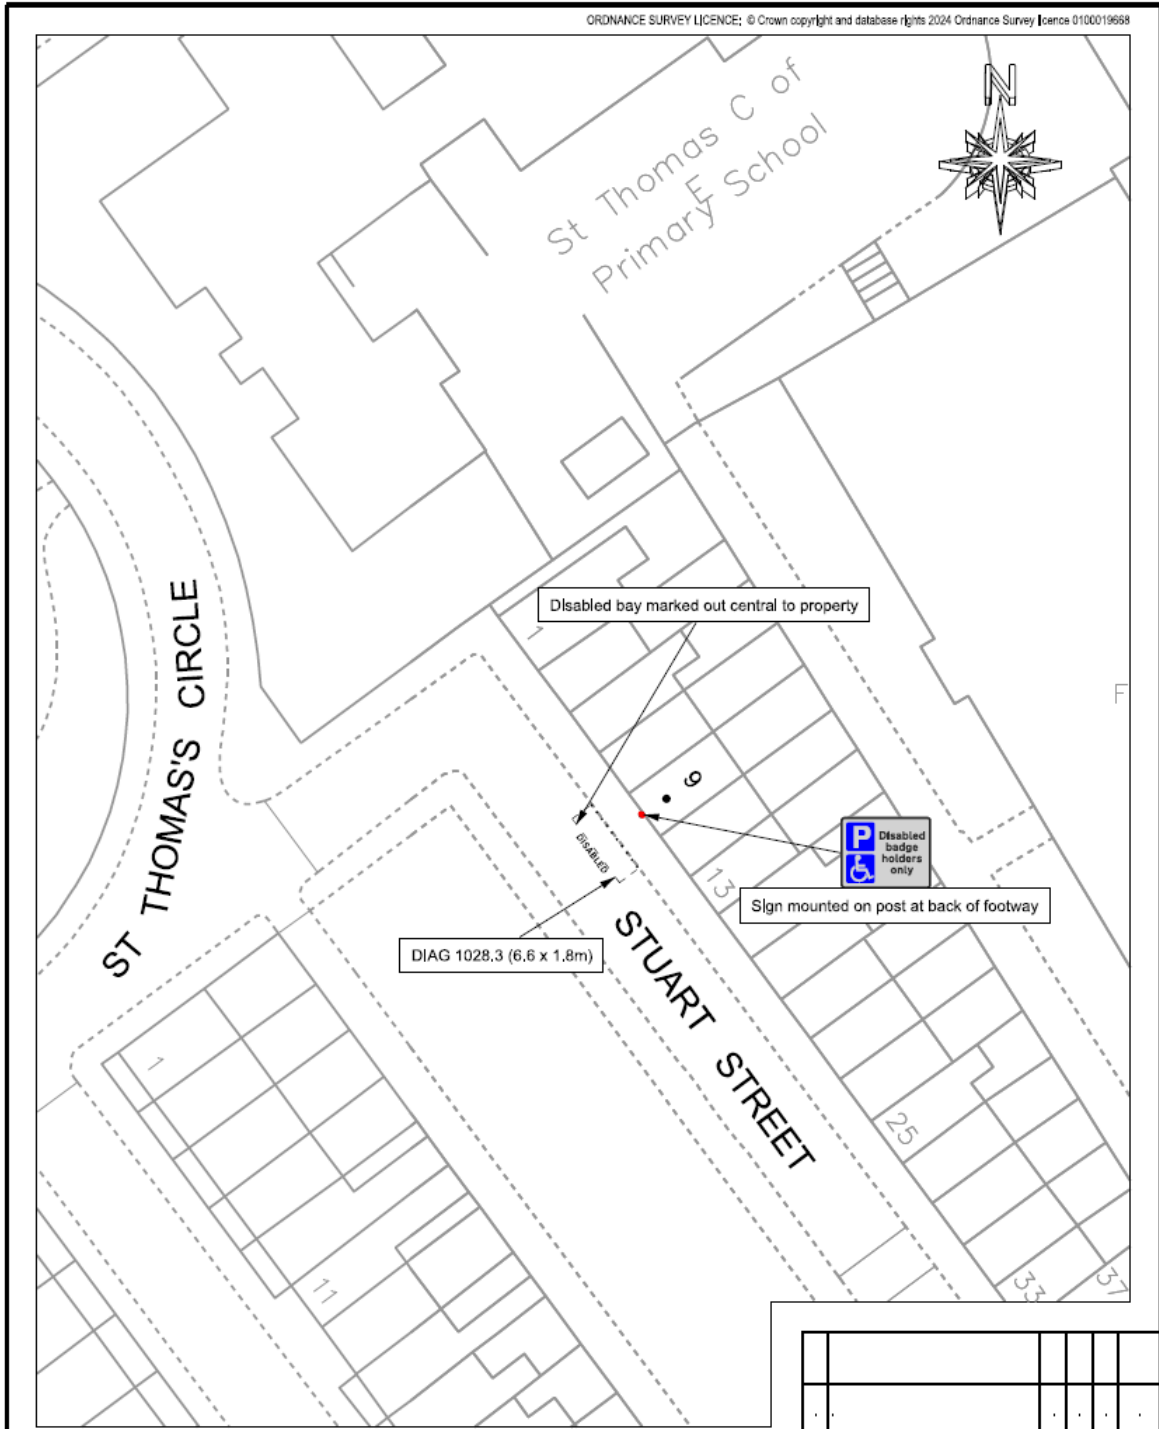 ORDNANCE SURVEY LICENCE: © Crown copyright and database rights 2024 Ordnance Survey licence 0100019668
N
St Thomas C of
E
Primary School
Disabled bay marked out central to property
1
ST THOMAS'S CIRCLE
F
9
P
Disabled
badge
holders
only
DISABLED
13
Sign mounted on post at back of footway
DIAG 1028.3 (6.6 x 1.8m)
STUART STREET
1
25
11
33
37